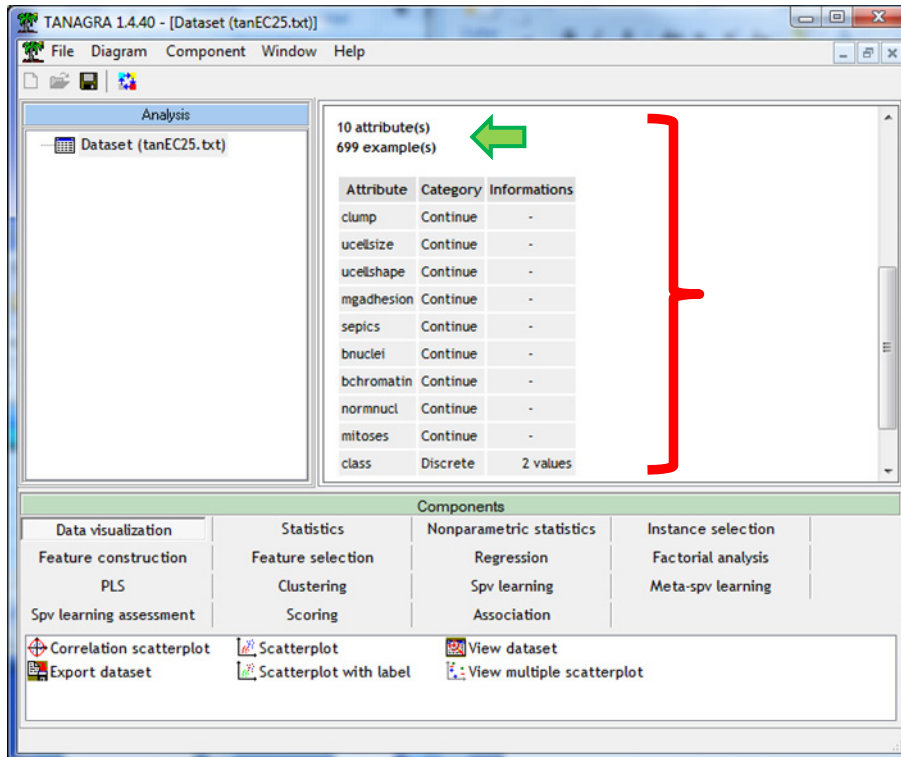 TANAGRA 1.4.40 - [Dataset (tanEC25.txt)]
File Diagram Component Window Help
Analysis
Dataset (tanEC25.txt)
10 attribute(s)
699 example(s)
Attribute Category Informations
clump Continue -
ucellsize Continue -
ucellshape Continue -
mgadhesion Continue -
sepics Continue -
bnuclei Continue -
bchromatin Continue -
normnucl Continue -
mitoses Continue -
class Discrete 2 values
Components
Data visualization Statistics Nonparametric statistics Instance selection
Feature construction Feature selection Regression Factorial analysis
PLS Clustering Spv learning Meta-spv learning
Spv learning assessment Scoring Association
Correlation scatterplot Scatterplot View dataset
Export dataset Scatterplot with label View multiple scatterplot